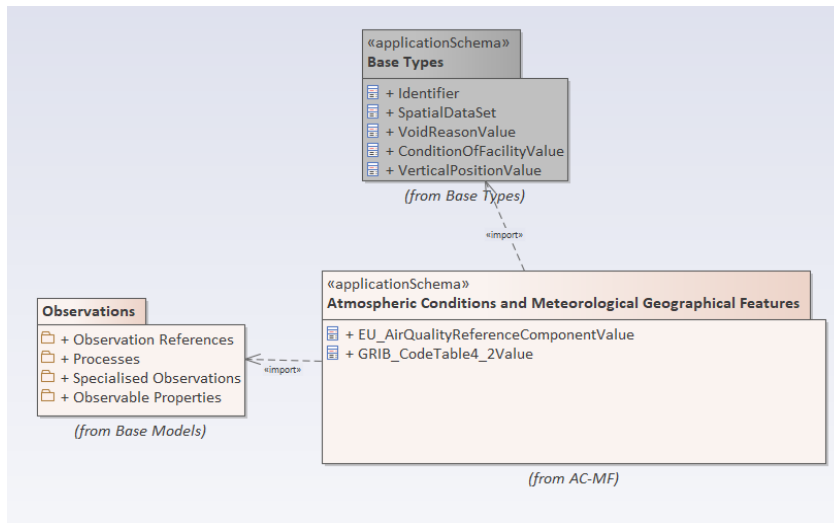 «applicationSchema»
Base Types
+ Identifier
+ SpatialDataSet
+ VoidReasonValue
+ ConditionOfFacilityValue
+ VerticalPositionValue
(from Base Types)
«import»
«applicationSchema»
Atmospheric Conditions and Meteorological Geographical Features
+ EU_AirQualityReferenceComponentValue
+ GRIB_CodeTable4_2Value
(from AC-MF)
«import»
Observations
+ Observation References
+ Processes
+ Specialised Observations
+ Observable Properties
(from Base Models)